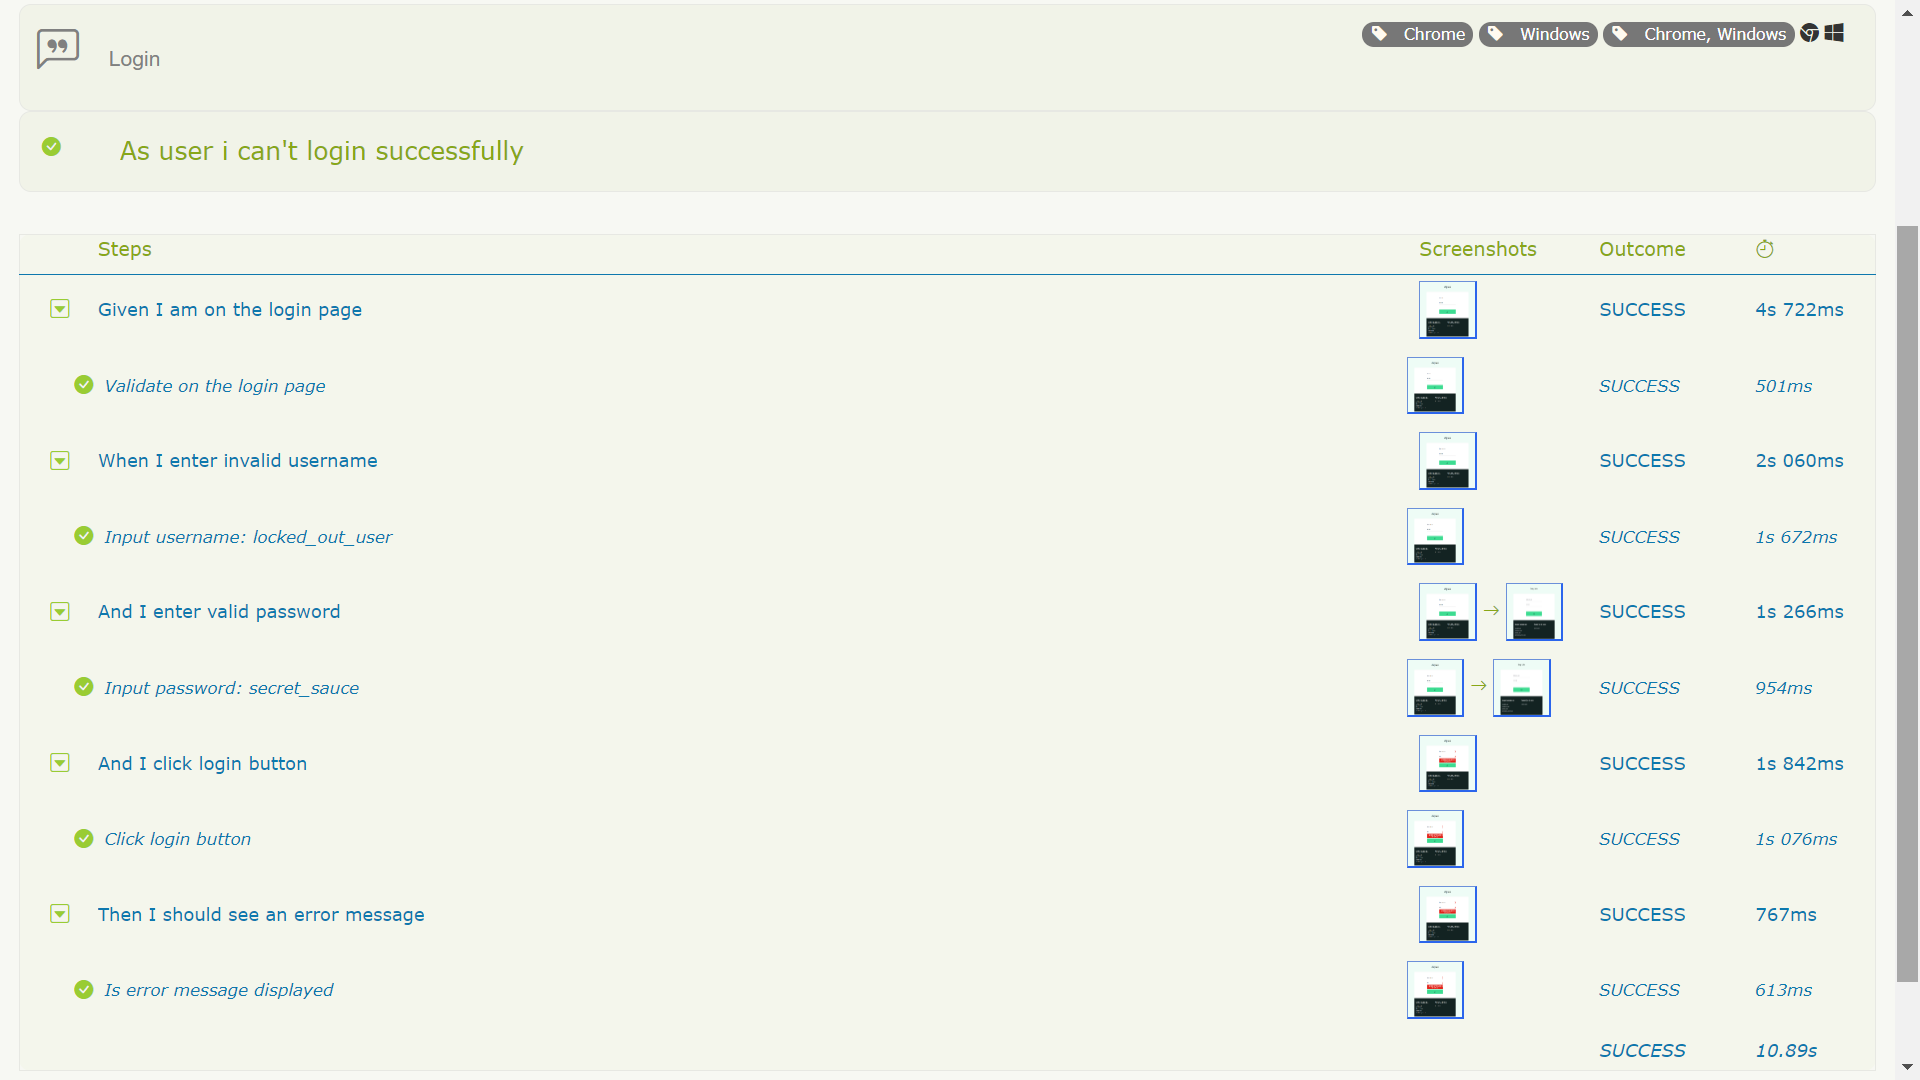 Login
Chrome
Windows
Chrome, Windows
As user i can't login successfully
Steps Screenshots Outcome
Given I am on the login page SUCCESS 4s 722ms
Validate on the login page SUCCESS 501ms
When I enter invalid username SUCCESS 2s 060ms
Input username: locked_out_user SUCCESS 1s 672ms
And I enter valid password SUCCESS 1s 266ms
Input password: secret_sauce SUCCESS 954ms
And I click login button SUCCESS 1s 842ms
Click login button SUCCESS 1s 076ms
Then I should see an error message SUCCESS 767ms
Is error message displayed SUCCESS 613ms
SUCCESS 10.89s